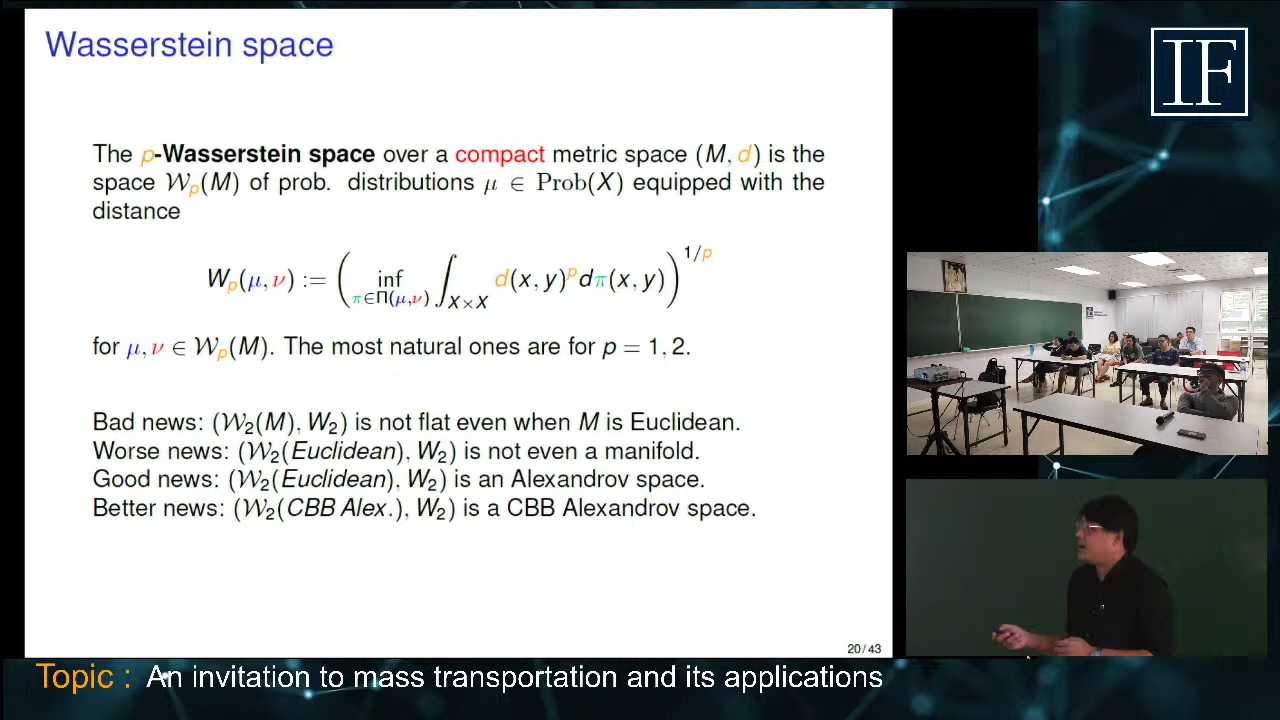 Wasserstein space
The p-Wasserstein space over a compact metric space (M, d) is the
space 𝒲ₚ(M) of prob. distributions μ ∈ Prob(X) equipped with the
distance
Wₚ(μ, ν) := ( inf_{π∈Π(μ,ν)} ∫_{X×X} d(x, y)^p dπ(x, y) )^{1/p}
for μ, ν ∈ 𝒲ₚ(M). The most natural ones are for p = 1, 2.
Bad news: (𝒲₂(M), W₂) is not flat even when M is Euclidean.
Worse news: (𝒲₂(Euclidean), W₂) is not even a manifold.
Good news: (𝒲₂(Euclidean), W₂) is an Alexandrov space.
Better news: (𝒲₂(CBB Alex.), W₂) is a CBB Alexandrov space.
20/43
IF
Topic : An invitation to mass transportation and its applications